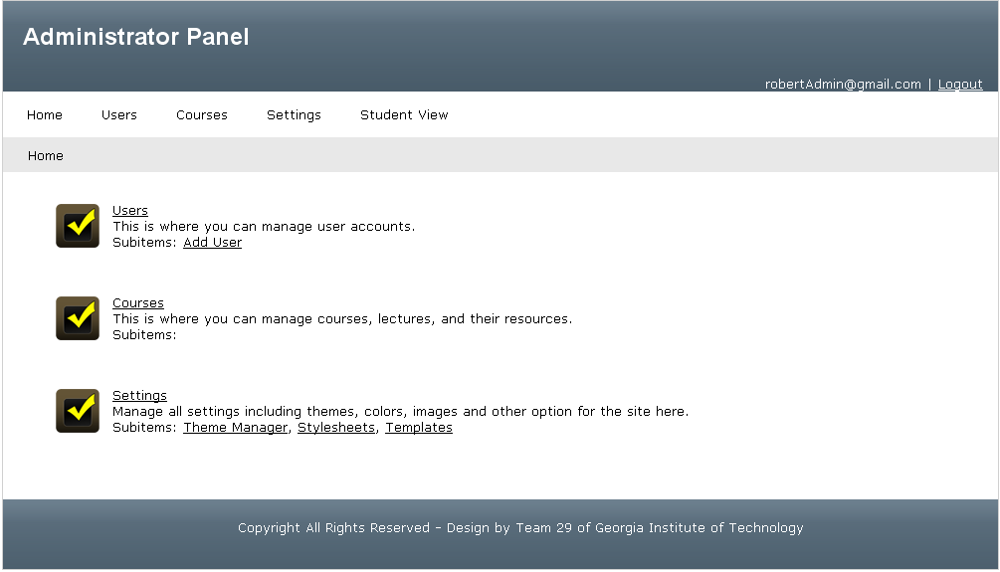 Administrator Panel
robertAdmin@gmail.com | Logout
Home Users Courses Settings Student View
Home
Users
This is where you can manage user accounts.
Subitems: Add User
Courses
This is where you can manage courses, lectures, and their resources.
Subitems:
Settings
Manage all settings including themes, colors, images and other option for the site here.
Subitems: Theme Manager, Stylesheets, Templates
Copyright All Rights Reserved - Design by Team 29 of Georgia Institute of Technology